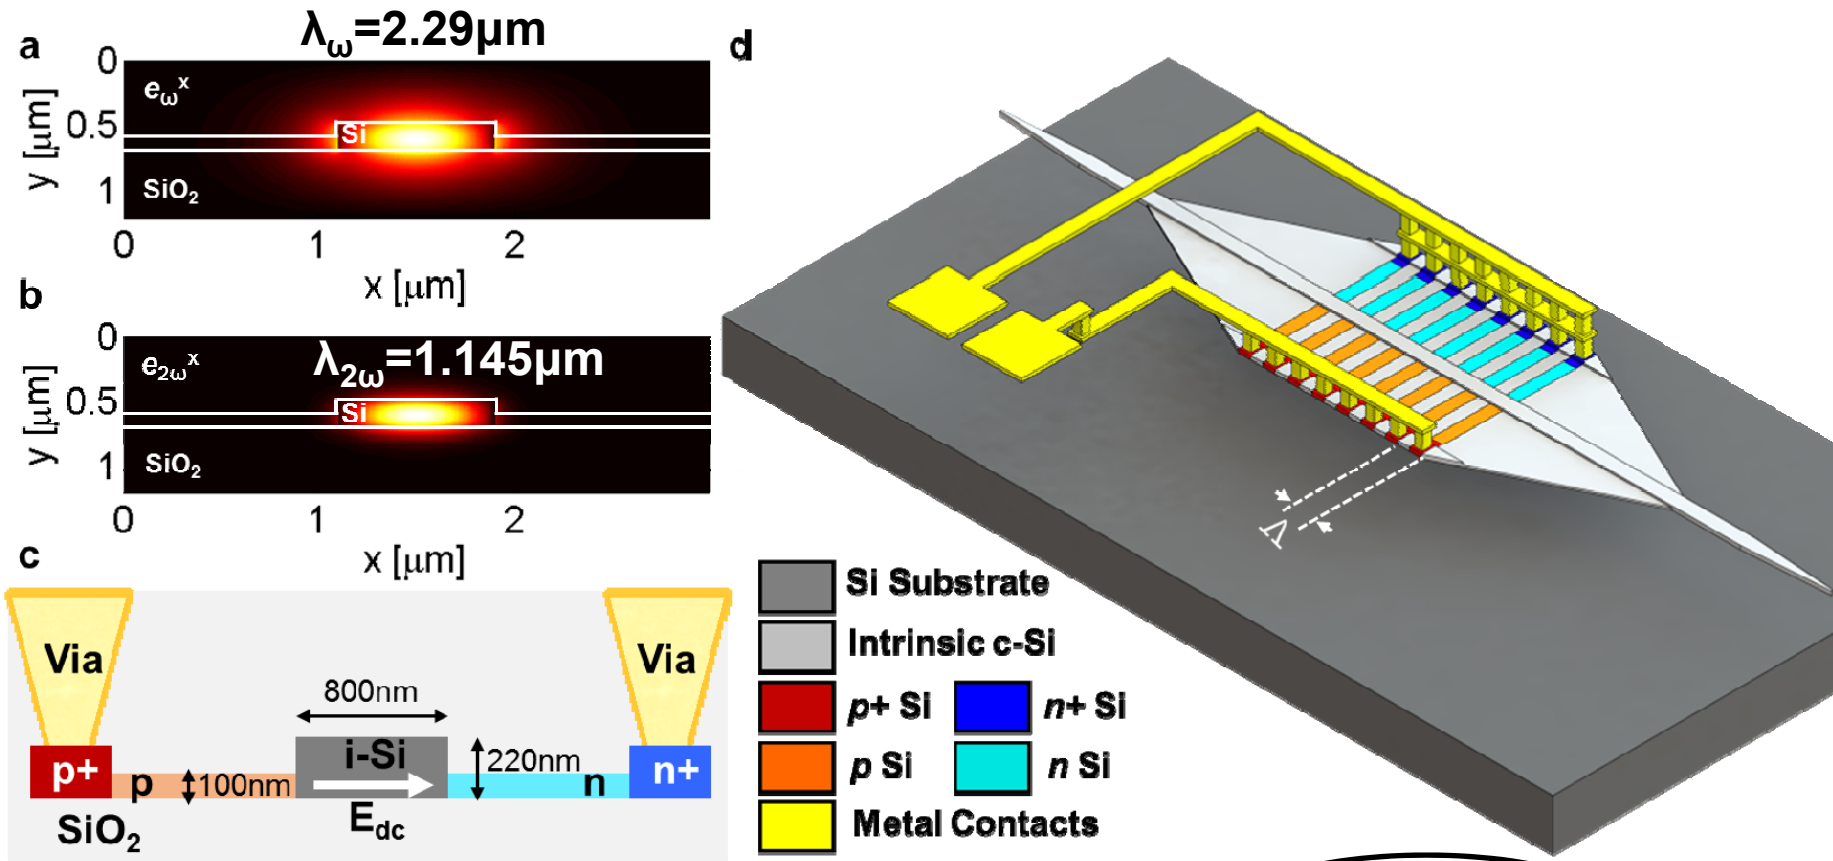 a
λω=2.29μm
0
0.5
1
y [μm]
eωˣ
Si
SiO₂
0 1 2
x [μm]
b
0
0.5
1
y [μm]
e2ωˣ
λ2ω=1.145μm
Si
SiO₂
0 1 2
x [μm]
c
Via
Via
800nm
i-Si
220nm
p+
p
100nm
n
n+
Edc
SiO₂
d
Λ
Si Substrate
Intrinsic c-Si
p+ Si
n+ Si
p Si
n Si
Metal Contacts